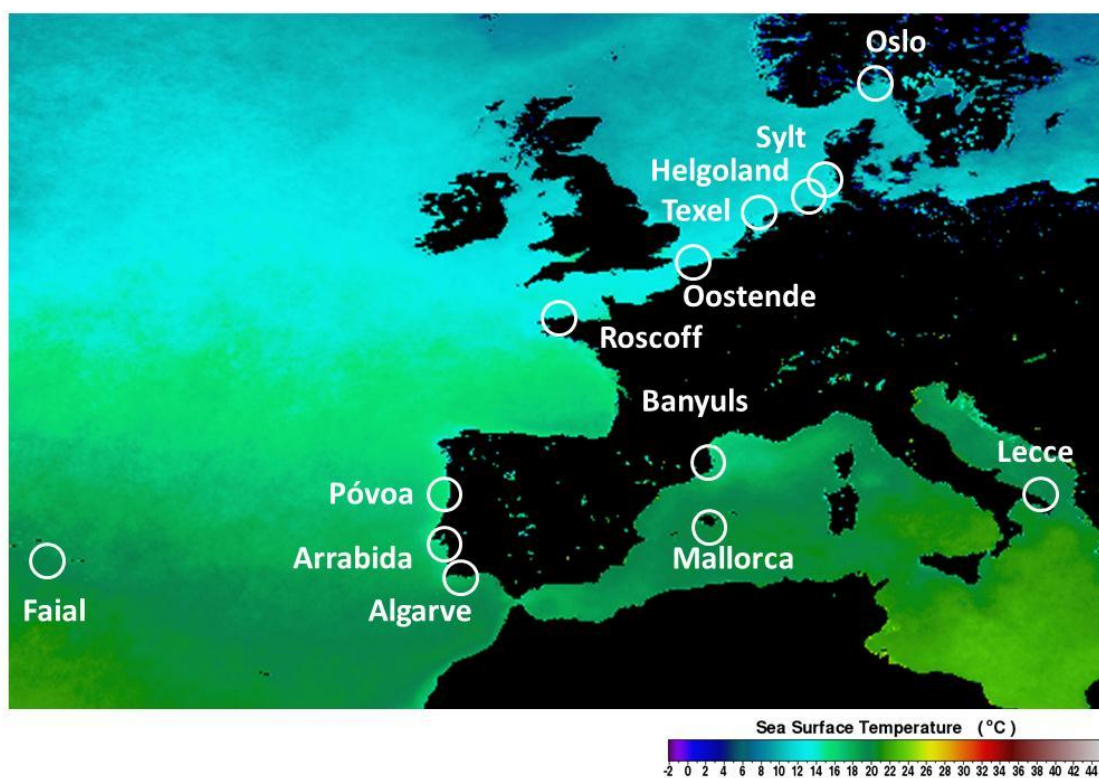 Oslo
Sylt
Helgoland
Texel
Oostende
Roscoff
Banyuls
Lecce
Póvoa
Arrabida
Mallorca
Faial
Algarve
Sea Surface Temperature (°C)
-2 0 2 4 6 8 10 12 14 16 18 20 22 24 26 28 30 32 34 36 38 40 42 44